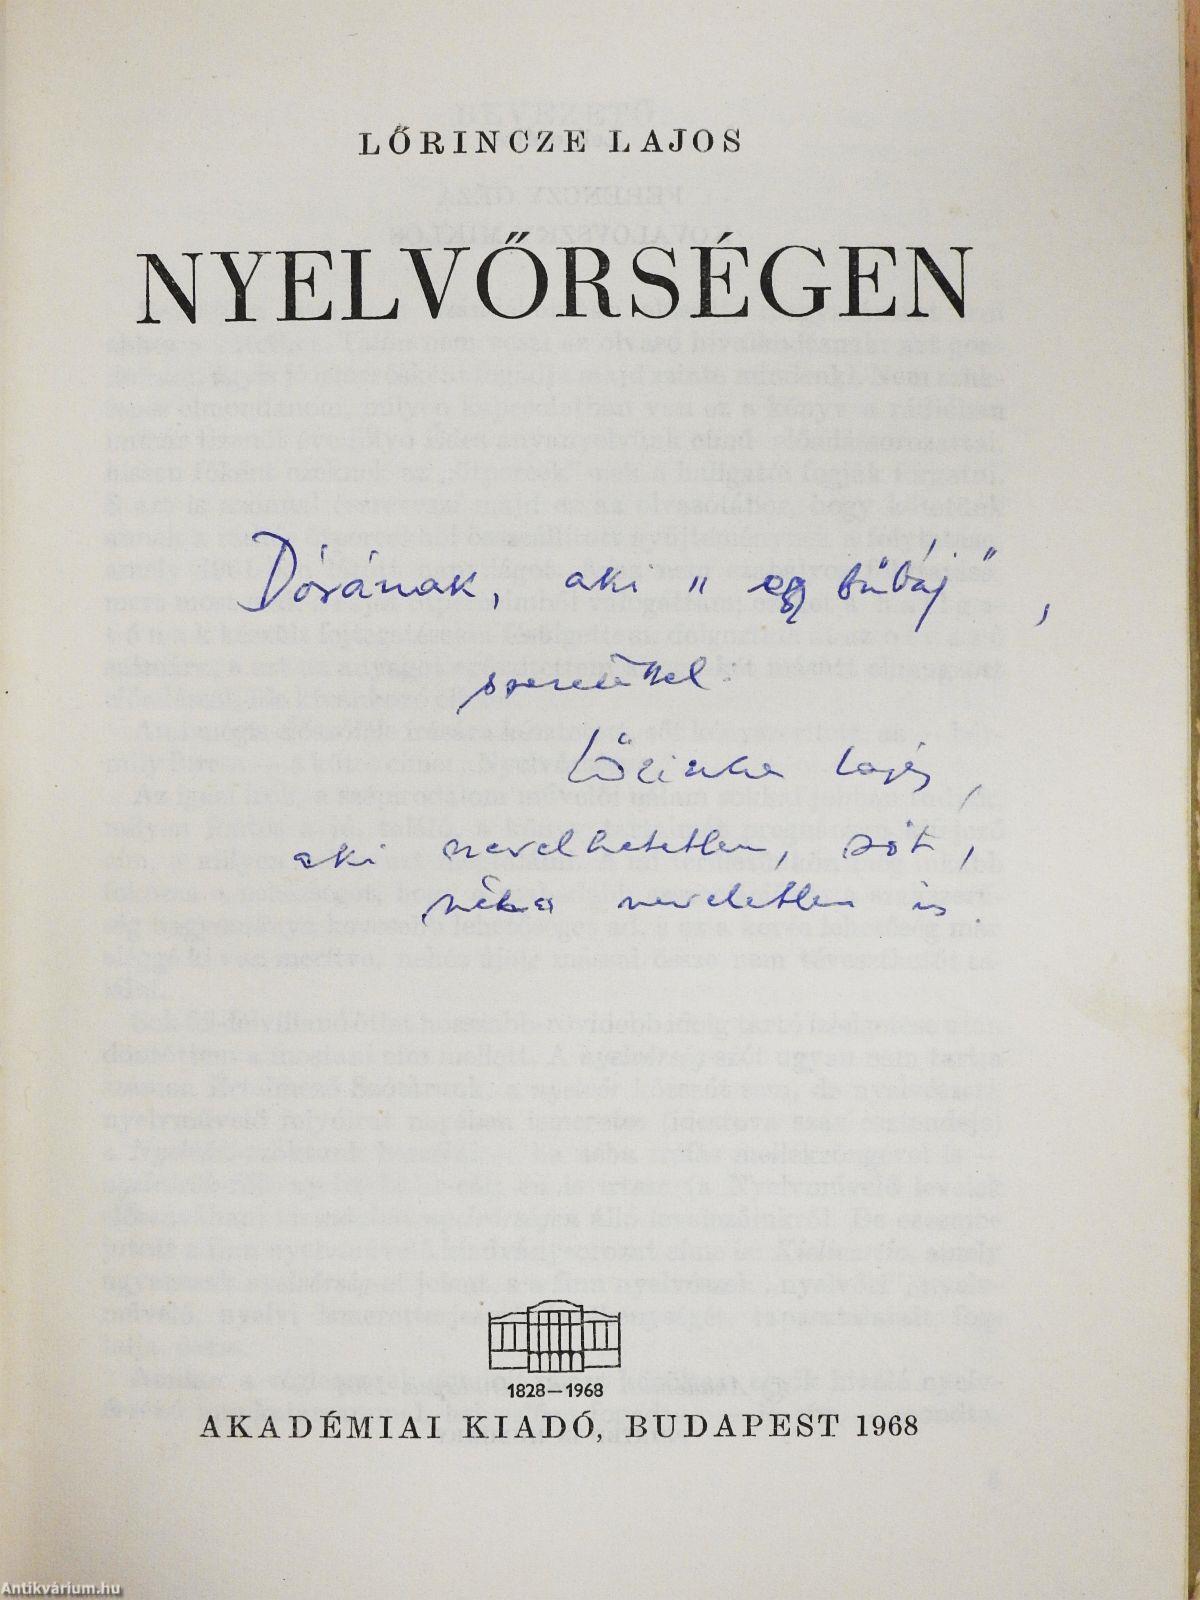 LŐRINCZE LAJOS
NYELVŐRSÉGEN
Dórának, aki "egy bűbáj",
szeretettel
Lőrincze Lajos,
aki nevelhetetlen, sőt,
néha neveletlen is.
1828—1968
AKADÉMIAI KIADÓ, BUDAPEST 1968
Antikvárium.hu